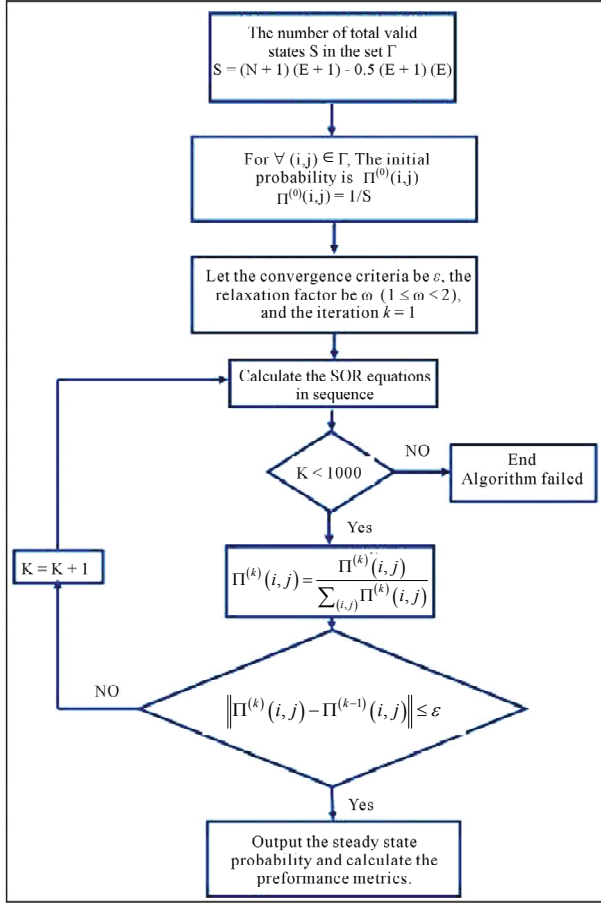 The number of total valid
states S in the set Γ
S = (N + 1) (E + 1) - 0.5 (E + 1) (E)
For ∀ (i,j) ∈ Γ, The initial
probability is Π⁽⁰⁾(i,j)
Π⁽⁰⁾(i,j) = 1/S
Let the convergence criteria be ε, the
relaxation factor be ω (1 ≤ ω < 2),
and the iteration k = 1
Calculate the SOR equations
in sequence
K < 1000
NO
End
Algorithm failed
Yes
K = K + 1
Π⁽ᵏ⁾(i,j) = Π⁽ᵏ⁾(i,j) / ∑₍ᵢ,ⱼ₎ Π⁽ᵏ⁾(i,j)
NO
‖Π⁽ᵏ⁾(i,j) − Π⁽ᵏ⁻¹⁾(i,j)‖ ≤ ε
Yes
Output the steady state
probability and calculate the
preformance metrics.